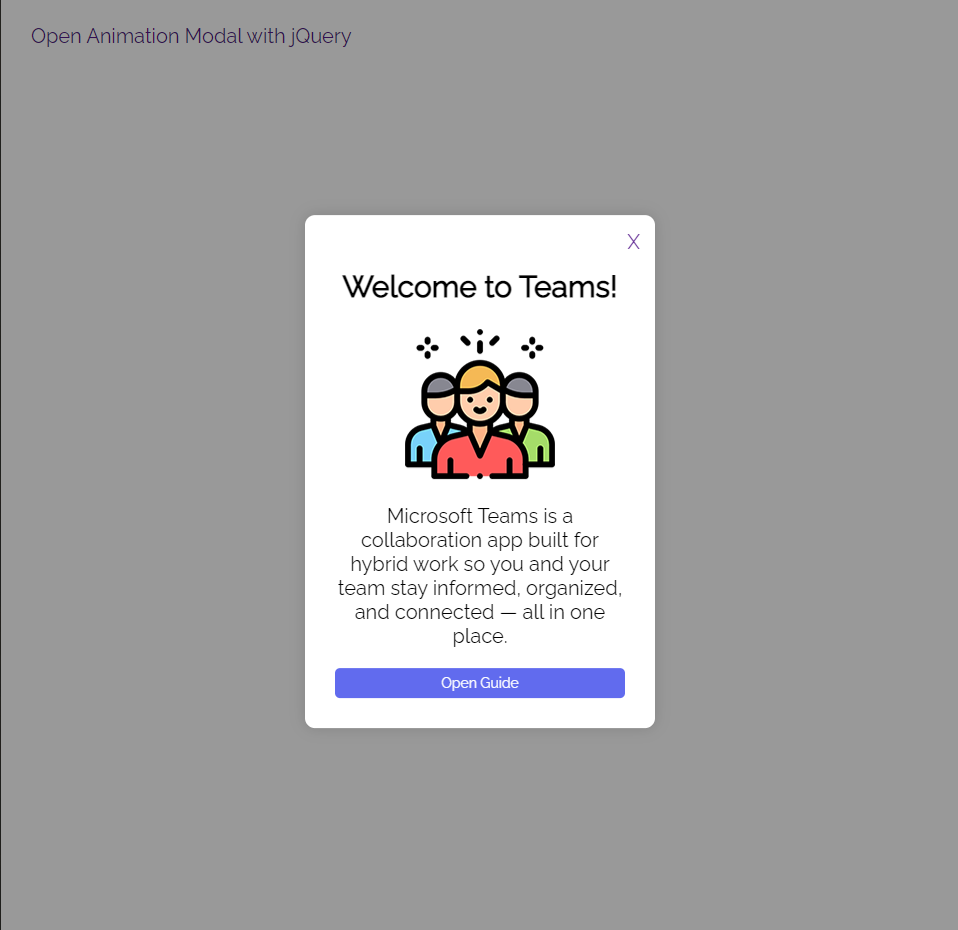 Open Animation Modal with jQuery
X
Welcome to Teams!
Microsoft Teams is a
collaboration app built for
hybrid work so you and your
team stay informed, organized,
and connected — all in one
place.
Open Guide